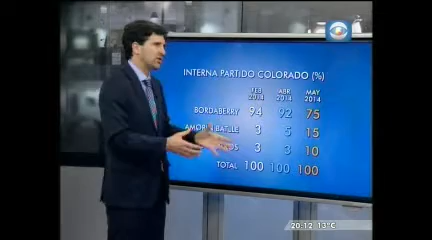 INTERNA PARTIDO COLORADO (%)
FEB 2014 ABR 2014 MAY 2014
BORDABERRY 94 92 75
AMORIN BATLLE 3 5 15
3 3 10
TOTAL 100 100 100
20:12 13°C